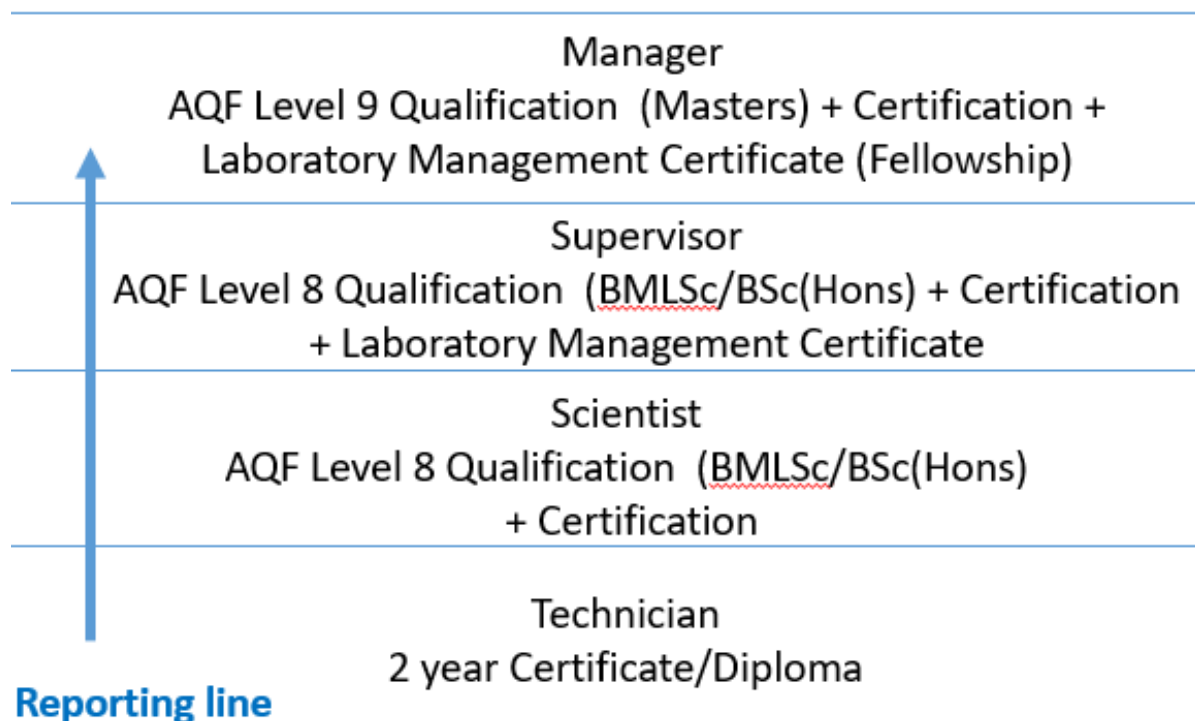 Manager
AQF Level 9 Qualification (Masters) + Certification +
Laboratory Management Certificate (Fellowship)
Supervisor
AQF Level 8 Qualification (BMLSc/BSc(Hons) + Certification
+ Laboratory Management Certificate
Scientist
AQF Level 8 Qualification (BMLSc/BSc(Hons)
+ Certification
Technician
2 year Certificate/Diploma
Reporting line